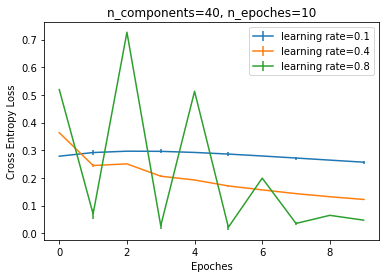 n_components=40, n_epoches=10
learning rate=0.1
learning rate=0.4
learning rate=0.8
Cross Entropy Loss
0.7
0.6
0.5
0.4
0.3
0.2
0.1
0.0
0
2
4
6
8
Epoches